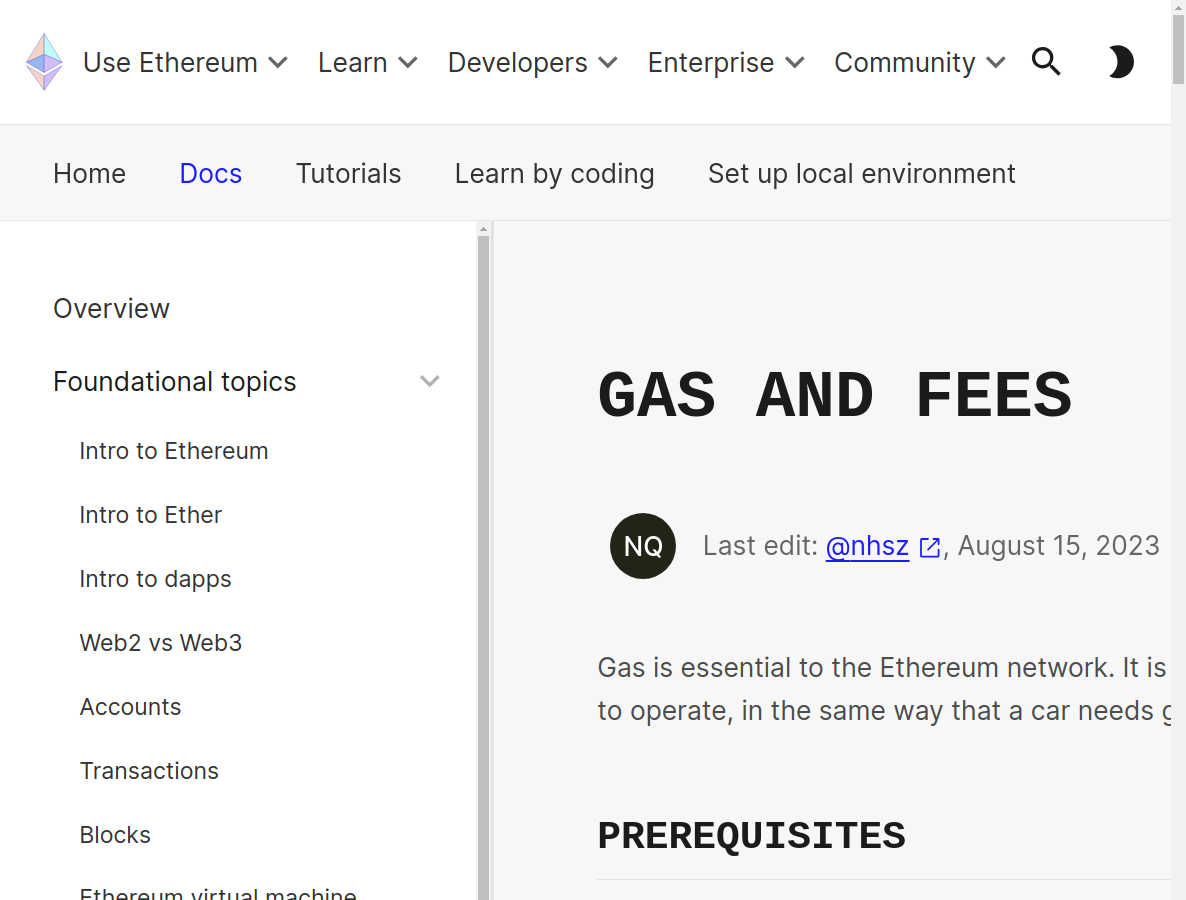 Use Ethereum Learn Developers Enterprise Community
Home Docs Tutorials Learn by coding Set up local environment
Overview
Foundational topics
Intro to Ethereum
Intro to Ether
Intro to dapps
Web2 vs Web3
Accounts
Transactions
Blocks
Ethereum virtual machine
GAS AND FEES
NQ Last edit: @nhsz, August 15, 2023
Gas is essential to the Ethereum network. It is
to operate, in the same way that a car needs
PREREQUISITES